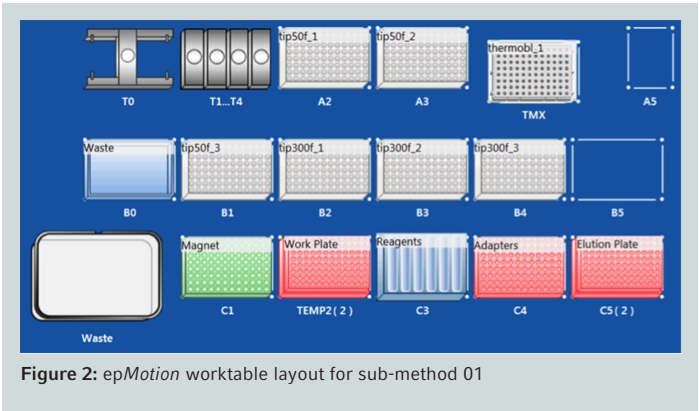 tip50f_1
tip50f_2
thermobl_1
T0
T1...T4
A2
A3
TMX
A5
Waste
tip50f_3
tip300f_1
tip300f_2
tip300f_3
B0
B1
B2
B3
B4
B5
Magnet
Work Plate
Reagents
Adapters
Elution Plate
C1
TEMP2( 2 )
C3
C4
C5( 2 )
Waste
Figure 2: epMotion worktable layout for sub-method 01